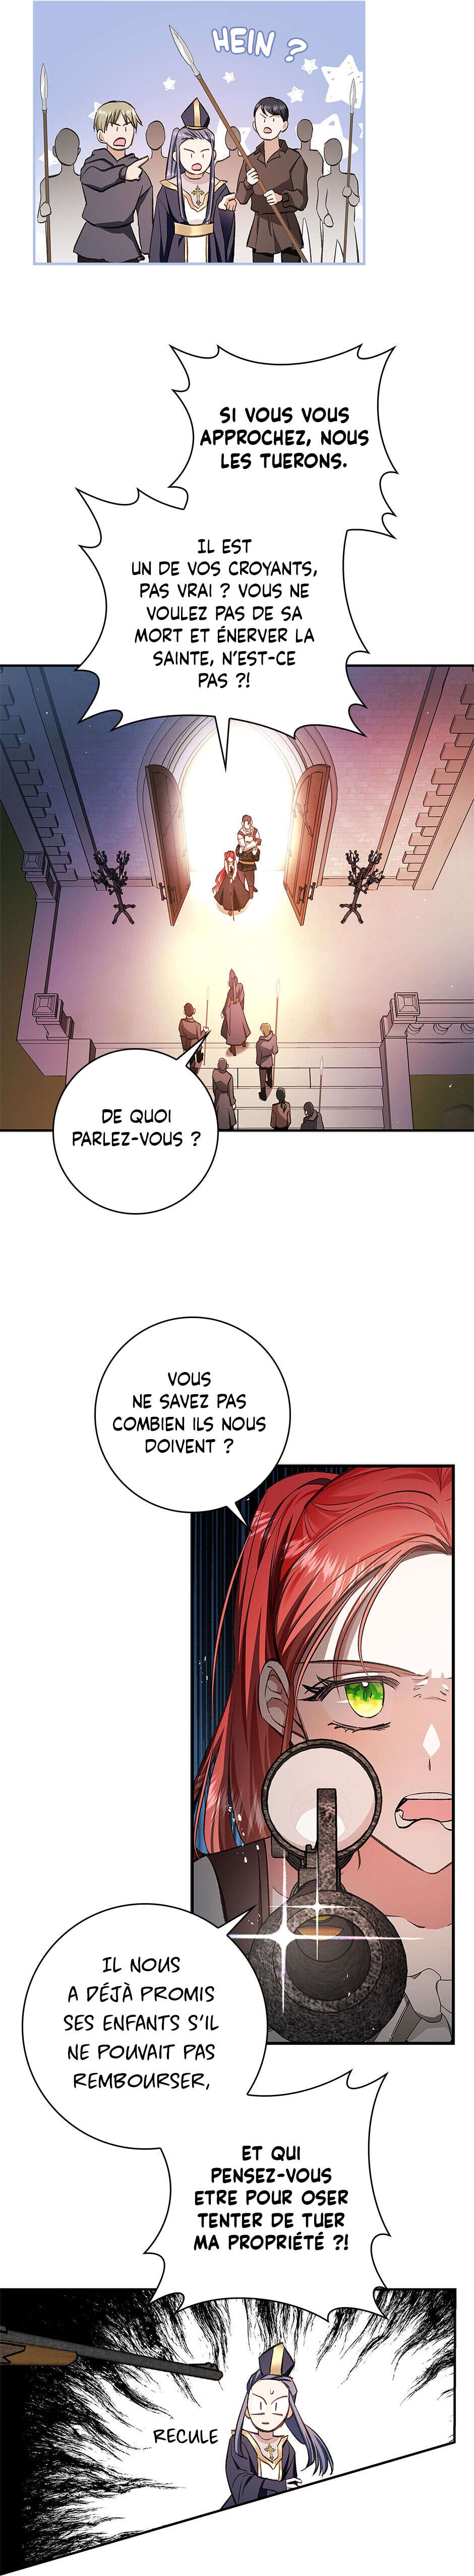 HEIN ?
SI VOUS VOUS
APPROCHEZ, NOUS
LES TUERONS.
IL EST
UN DE VOS CROYANTS,
PAS VRAI ? VOUS NE
VOULEZ PAS DE SA
MORT ET ÉNERVER LA
SAINTE, N'EST-CE
PAS ?!
DE QUOI
PARLEZ-VOUS ?
VOUS
NE SAVEZ PAS
COMBIEN ILS NOUS
DOIVENT ?
IL NOUS
A DÉJÀ PROMIS
SES ENFANTS S'IL
NE POUVAIT PAS
REMBOURSER,
ET QUI
PENSEZ-VOUS
ETRE POUR OSER
TENTER DE TUER
MA PROPRIÉTÉ ?!
RECULE